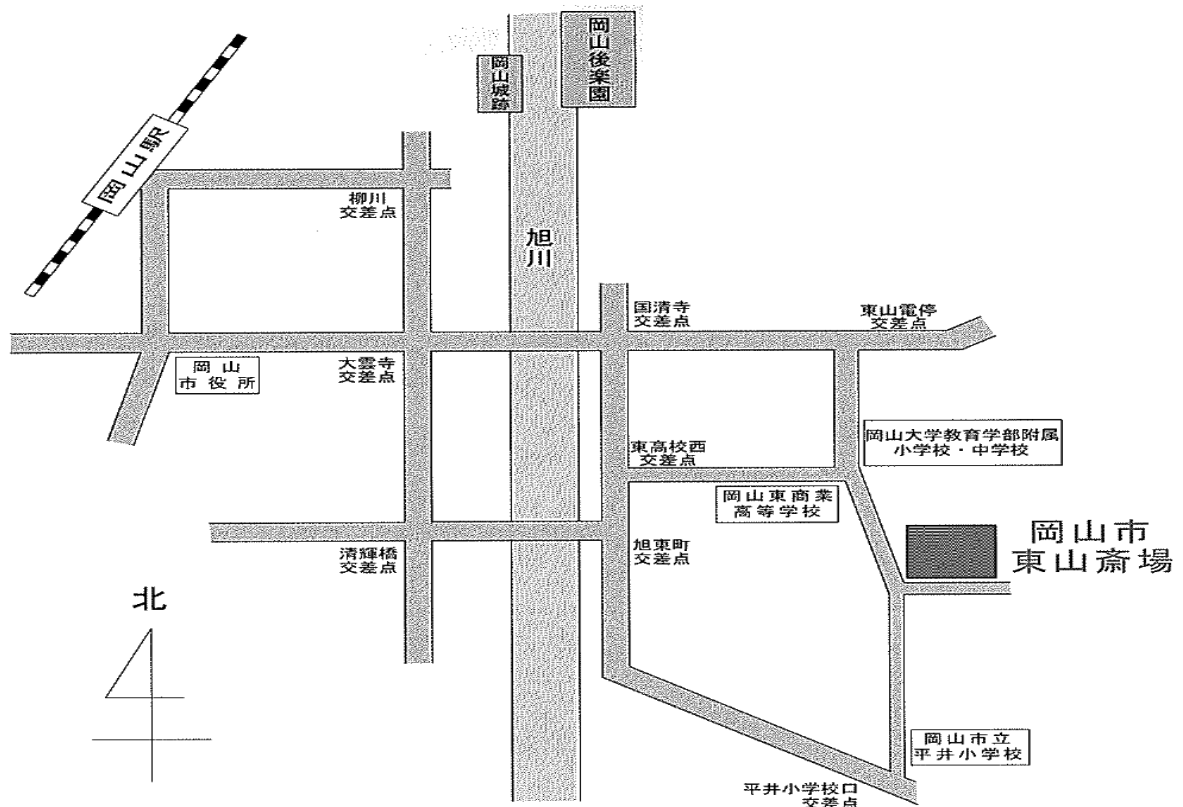 岡山後楽園
岡山城跡
岡山駅
柳川
交差点
旭川
国清寺
交差点
東山電停
交差点
岡 山
市 役 所
大雲寺
交差点
岡山大学教育学部附属
小学校・中学校
東高校西
交差点
岡山東商業
高等学校
岡山市
東山斎場
清輝橋
交差点
旭東町
交差点
北
岡山市立
平井小学校
平井小学校口
交差点